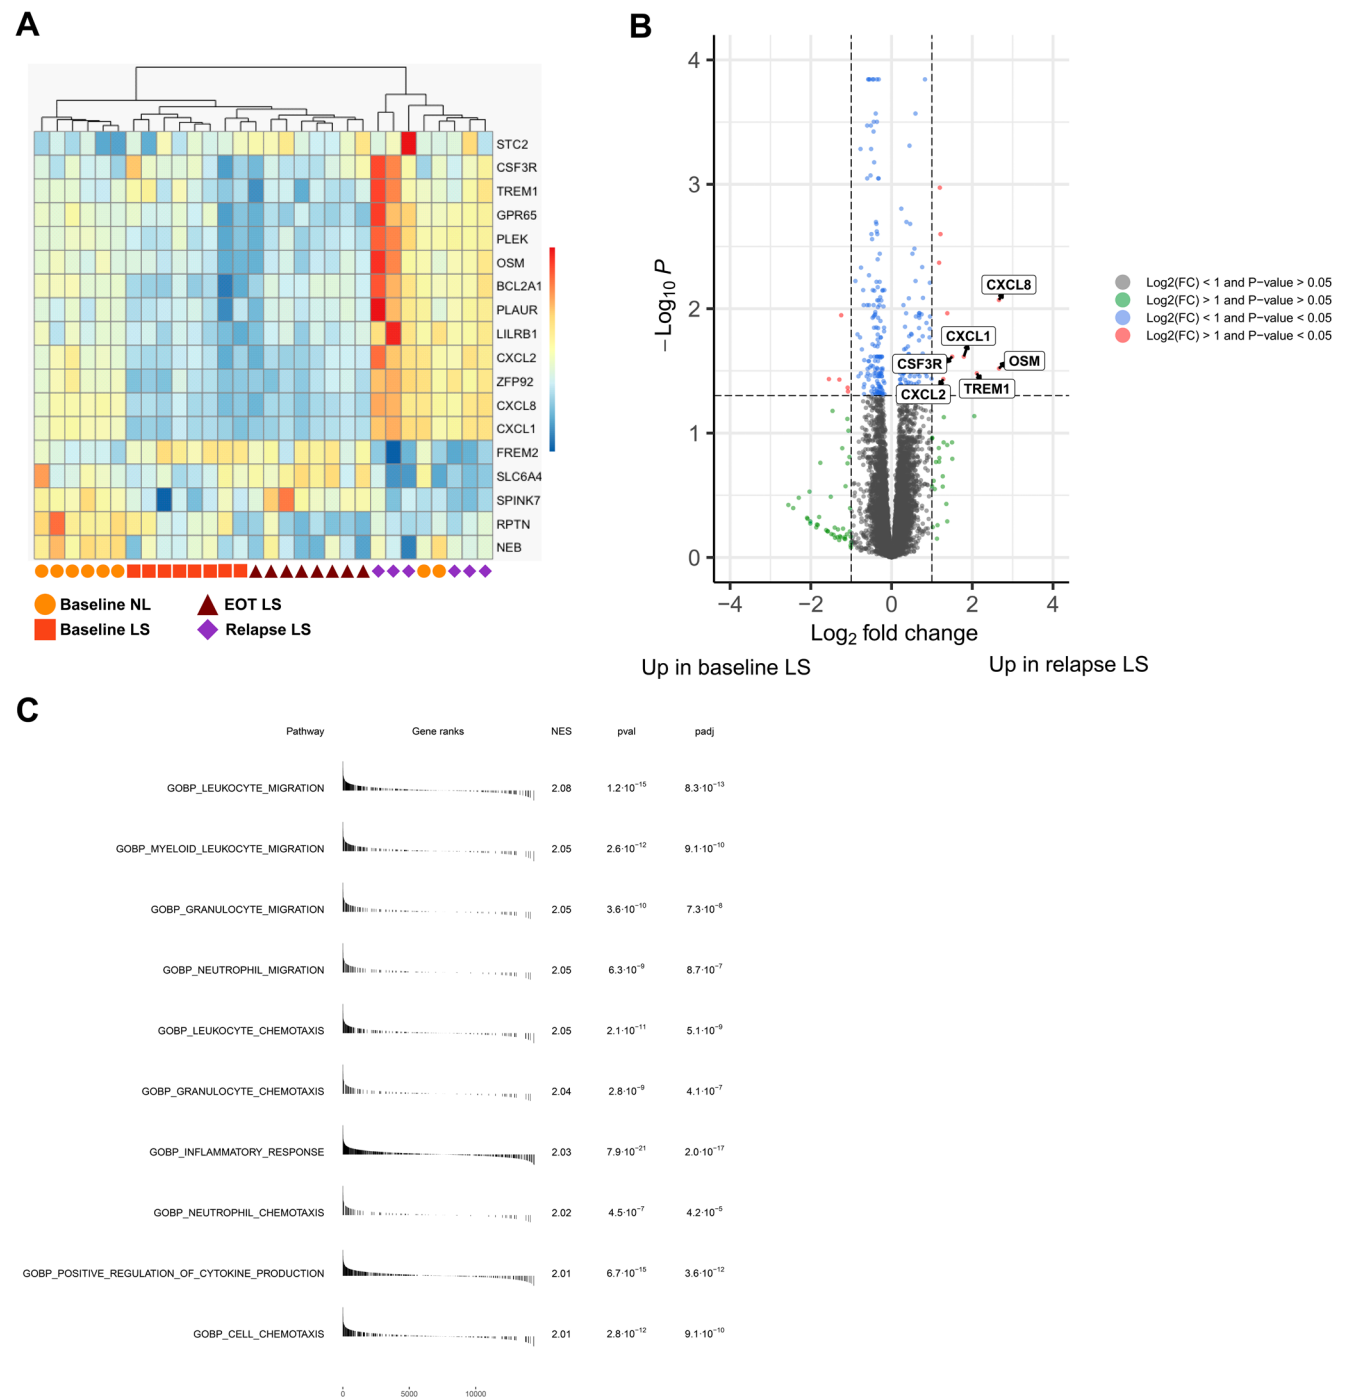 A
STC2
CSF3R
TREM1
GPR65
PLEK
OSM
BCL2A1
PLAUR
LILRB1
CXCL2
ZFP92
CXCL8
CXCL1
FREM2
SLC6A4
SPINK7
RPTN
NEB
Baseline NL
EOT LS
Baseline LS
Relapse LS
B
4
3
2
1
0
−Log10 P
CXCL8
CXCL1
CSF3R
OSM
CXCL2
TREM1
−4
−2
0
2
4
Log2 fold change
Up in baseline LS
Up in relapse LS
Log2(FC) < 1 and P−value > 0.05
Log2(FC) > 1 and P−value > 0.05
Log2(FC) < 1 and P−value < 0.05
Log2(FC) > 1 and P−value < 0.05
C
Pathway Gene ranks NES pval padj
GOBP_LEUKOCYTE_MIGRATION 2.08 1.2·10−15 8.3·10−13
GOBP_MYELOID_LEUKOCYTE_MIGRATION 2.05 2.6·10−12 9.1·10−10
GOBP_GRANULOCYTE_MIGRATION 2.05 3.6·10−10 7.3·10−8
GOBP_NEUTROPHIL_MIGRATION 2.05 6.3·10−9 8.7·10−7
GOBP_LEUKOCYTE_CHEMOTAXIS 2.05 2.1·10−11 5.1·10−9
GOBP_GRANULOCYTE_CHEMOTAXIS 2.04 2.8·10−9 4.1·10−7
GOBP_INFLAMMATORY_RESPONSE 2.03 7.9·10−21 2.0·10−17
GOBP_NEUTROPHIL_CHEMOTAXIS 2.02 4.5·10−7 4.2·10−5
GOBP_POSITIVE_REGULATION_OF_CYTOKINE_PRODUCTION 2.01 6.7·10−15 3.6·10−12
GOBP_CELL_CHEMOTAXIS 2.01 2.8·10−12 9.1·10−10
0 5000 10000